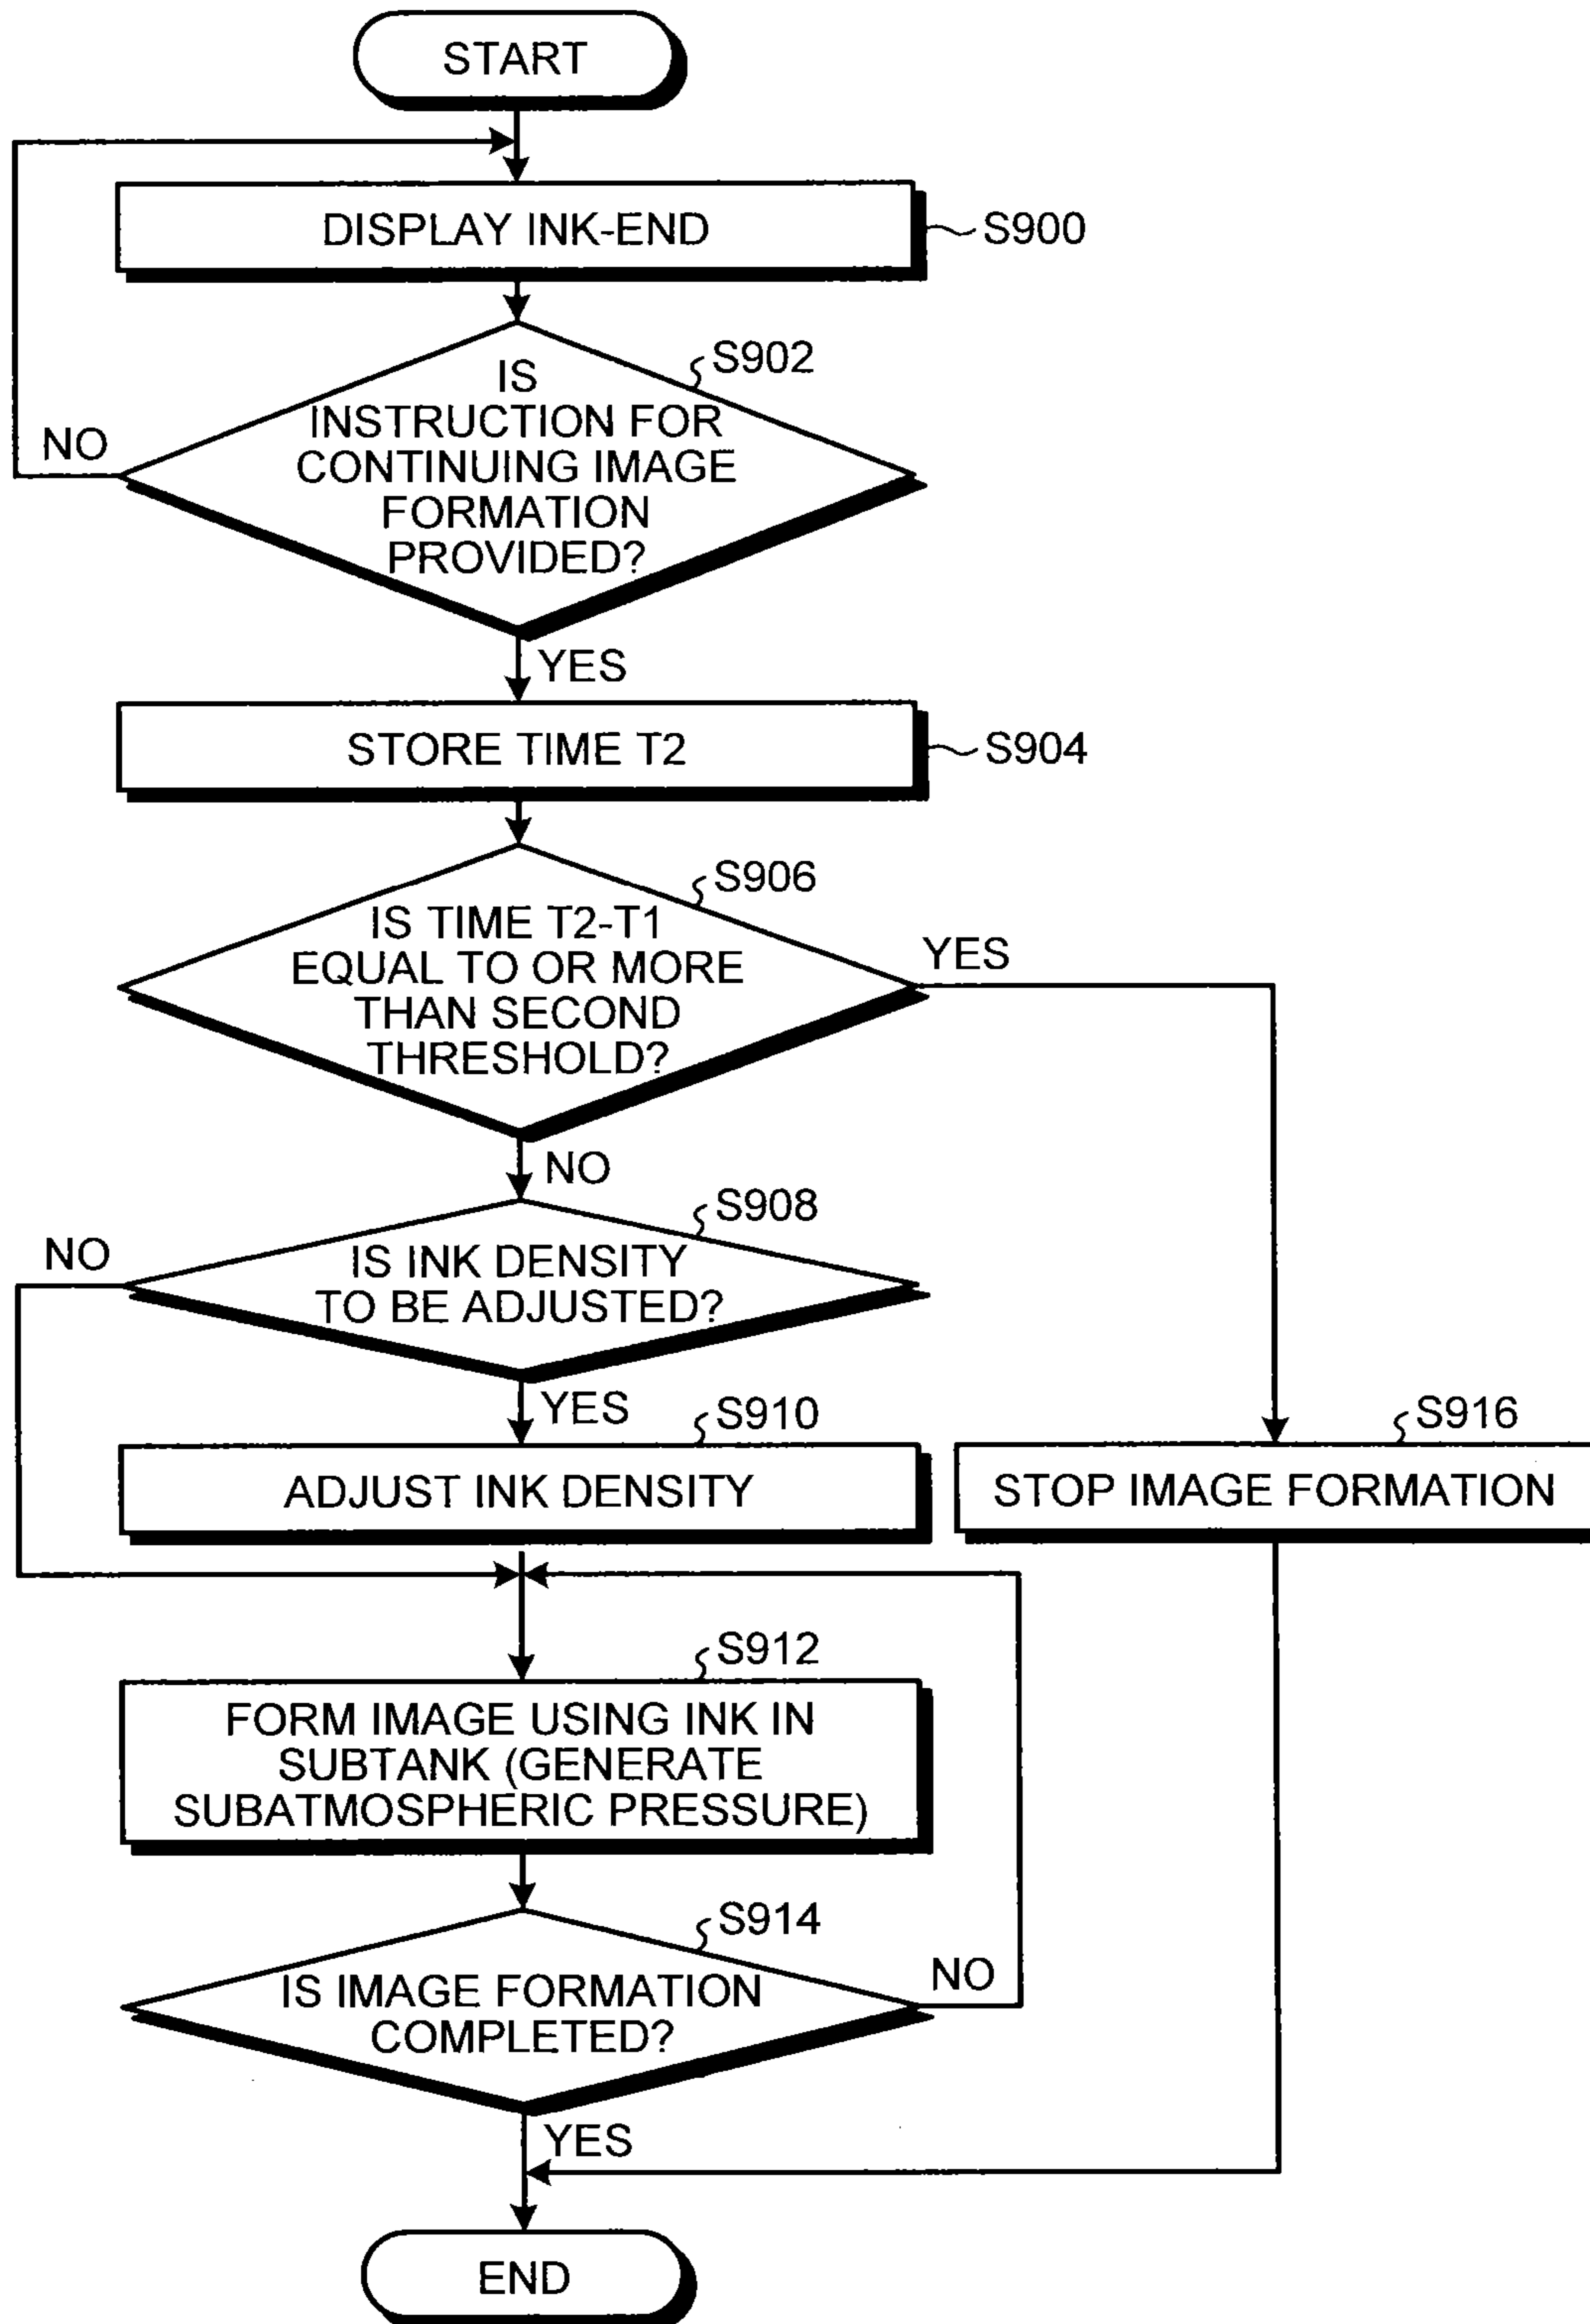 START
DISPLAY INK-END
S900
S902
IS
INSTRUCTION FOR
CONTINUING IMAGE
FORMATION
PROVIDED?
NO
YES
STORE TIME T2
S904
S906
IS TIME T2-T1
EQUAL TO OR MORE
THAN SECOND
THRESHOLD?
YES
NO
S908
IS INK DENSITY
TO BE ADJUSTED?
NO
YES
S910
ADJUST INK DENSITY
S916
STOP IMAGE FORMATION
S912
FORM IMAGE USING INK IN
SUBTANK (GENERATE
SUBATMOSPHERIC PRESSURE)
S914
IS IMAGE FORMATION
COMPLETED?
NO
YES
END